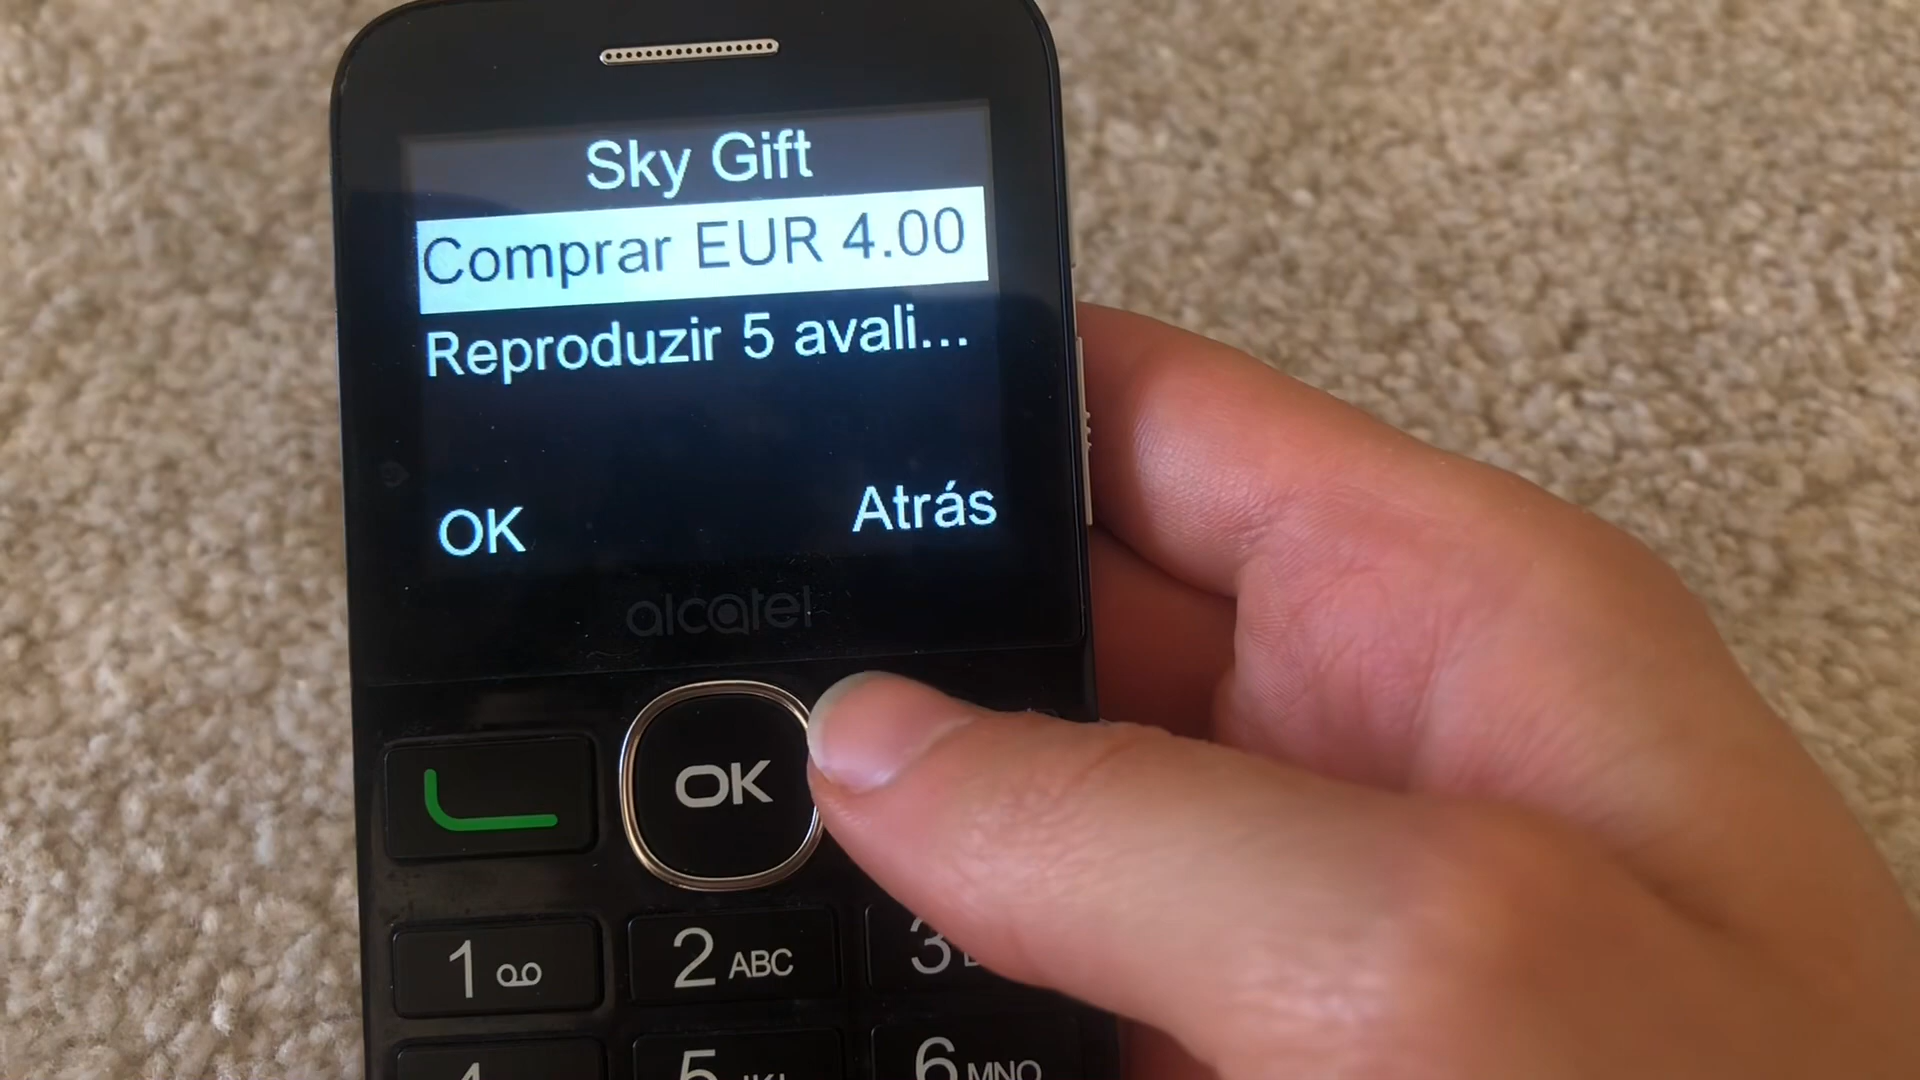 Sky Gift
Comprar EUR 4.00
Reproduzir 5 avali...
OK
Atrás
alcatel
OK
1
2 ABC
3
5
6 MNO